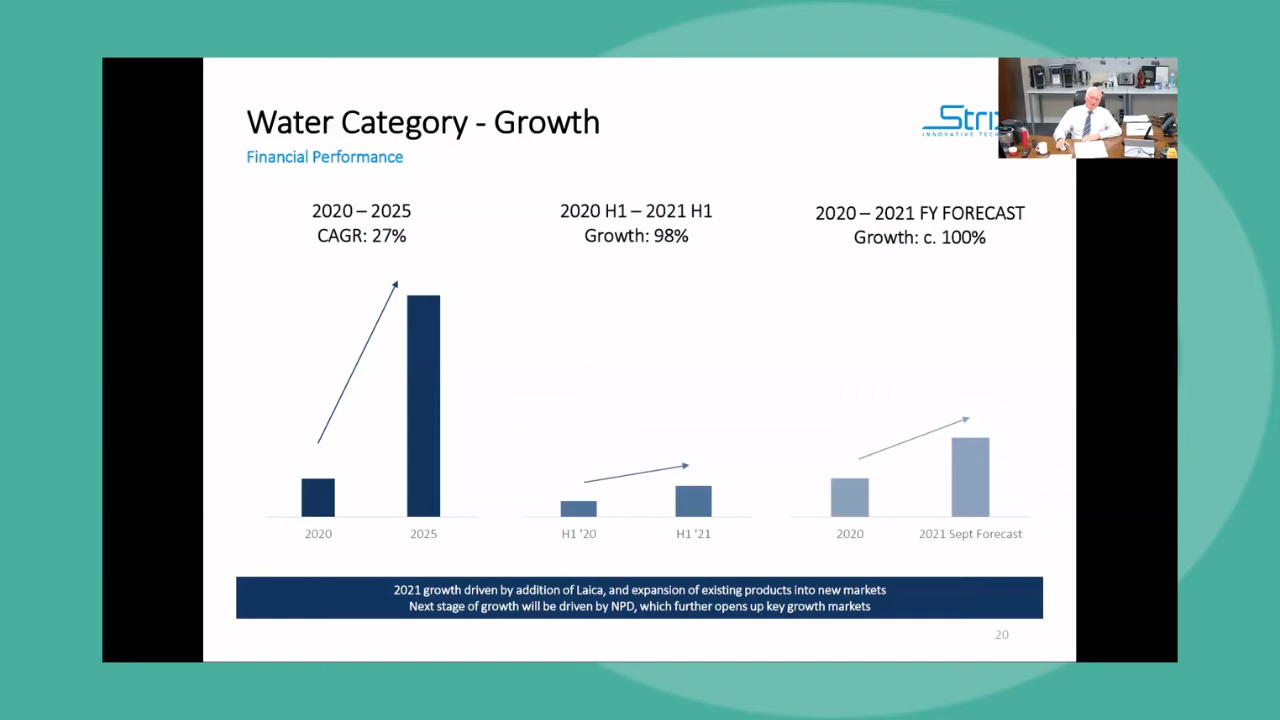 Water Category - Growth
Financial Performance
2020 – 2025
CAGR: 27%
2020 H1 – 2021 H1
Growth: 98%
2020 – 2021 FY FORECAST
Growth: c. 100%
2020
2025
H1 '20
H1 '21
2020
2021 Sept Forecast
2021 growth driven by addition of Laica, and expansion of existing products into new markets
Next stage of growth will be driven by NPD, which further opens up key growth markets
20